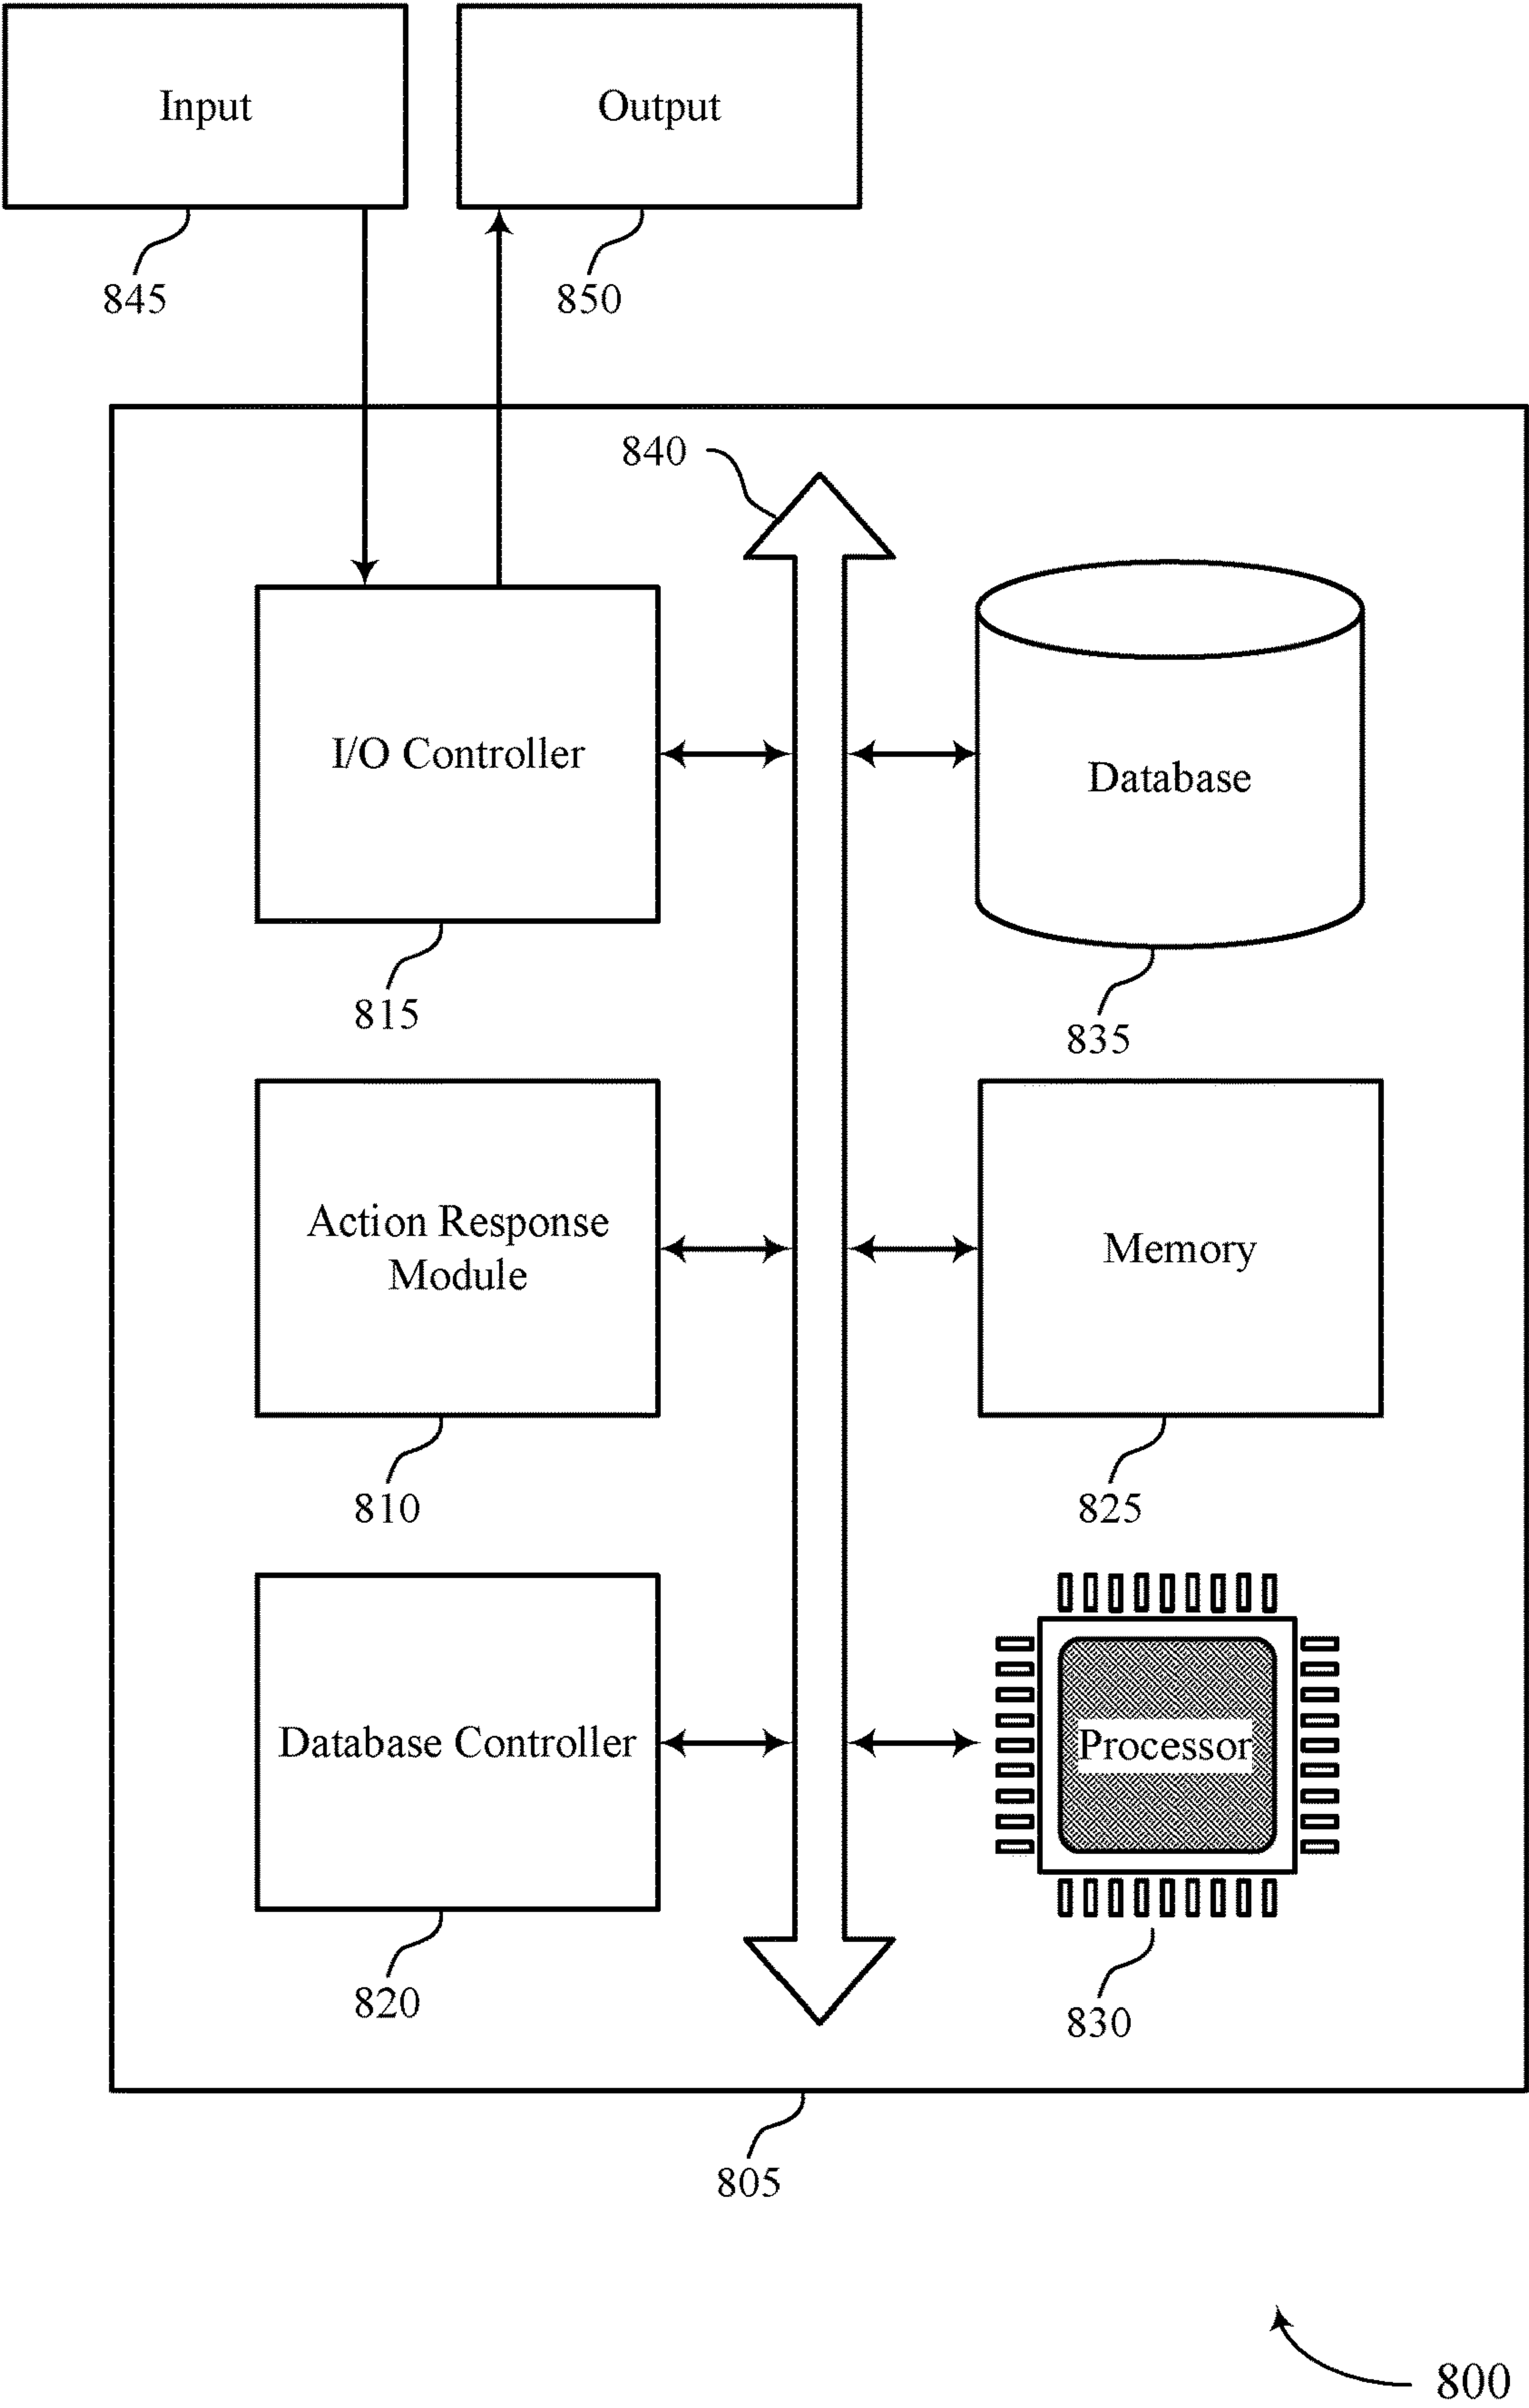 Input
Output
845
850
840
I/O Controller
Database
815
835
Action Response
Module
Memory
810
825
Database Controller
Processor
820
830
805
800